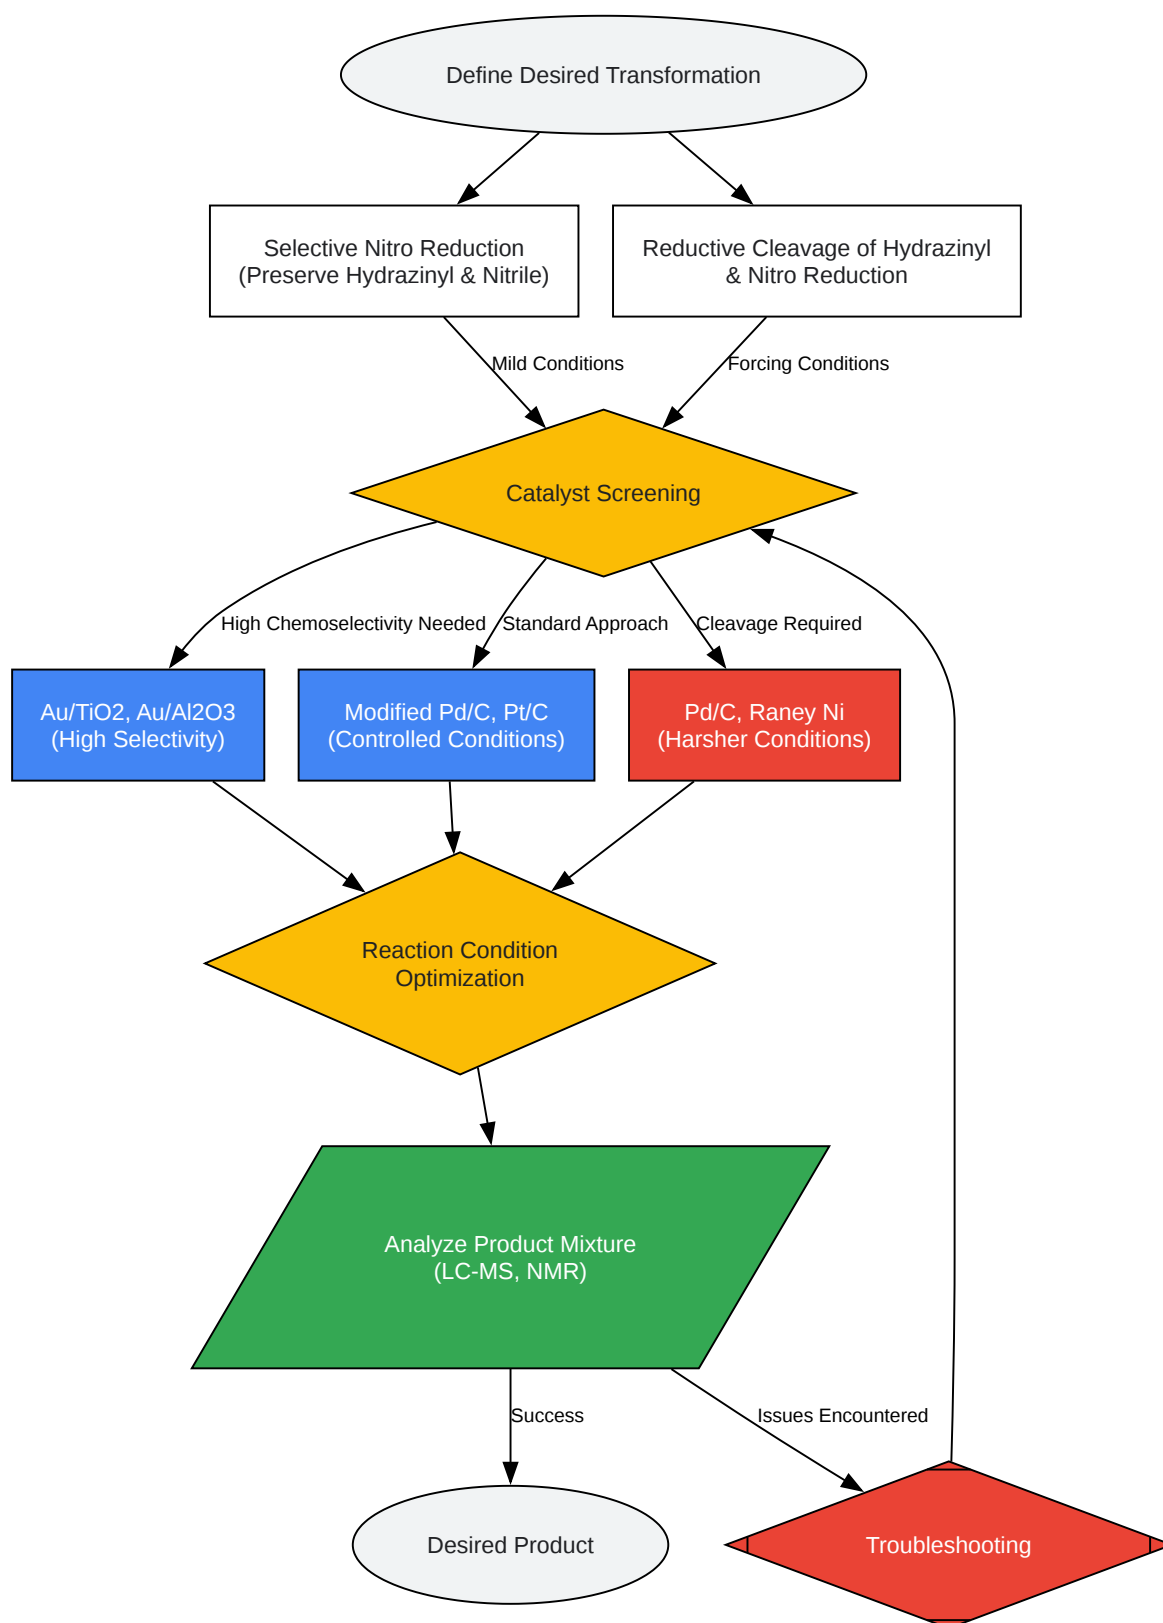 Define Desired Transformation
Selective Nitro Reduction
(Preserve Hydrazinyl & Nitrile)
Reductive Cleavage of Hydrazinyl
& Nitro Reduction
Mild Conditions
Forcing Conditions
Catalyst Screening
High Chemoselectivity Needed
Standard Approach
Cleavage Required
Au/TiO2, Au/Al2O3
(High Selectivity)
Modified Pd/C, Pt/C
(Controlled Conditions)
Pd/C, Raney Ni
(Harsher Conditions)
Reaction Condition
Optimization
Analyze Product Mixture
(LC-MS, NMR)
Success
Issues Encountered
Desired Product
Troubleshooting